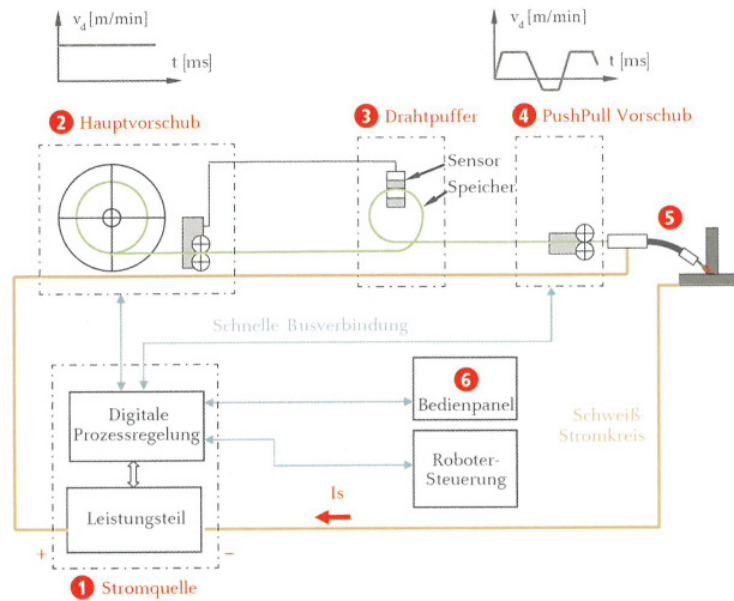 v_d [m/min]
t [ms]
v_d [m/min]
t [ms]
2 Hauptvorschub
3 Drahtpuffer
4 PushPull Vorschub
Sensor
Speicher
5
Schnelle Busverbindung
Digitale
Prozessregelung
6
Bedienpanel
Roboter-
Steuerung
Schweiß-
Stromkreis
Leistungsteil
Is
+
−
1 Stromquelle